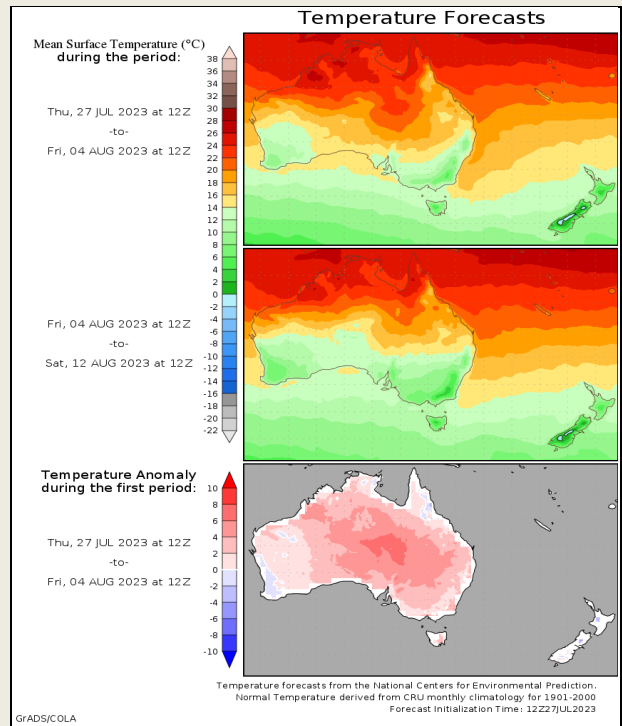 Temperature Forecasts
Mean Surface Temperature (°C)
during the period:
38
36
34
32
30
28
26
24
22
20
18
16
14
12
10
8
6
4
2
0
-2
-4
-6
-8
-10
-12
-14
-16
-18
-20
-22
Thu, 27 JUL 2023 at 12Z
-to-
Fri, 04 AUG 2023 at 12Z
Fri, 04 AUG 2023 at 12Z
-to-
Sat, 12 AUG 2023 at 12Z
Temperature Anomaly
during the first period:
10
8
6
4
2
0
-2
-4
-6
-8
-10
Thu, 27 JUL 2023 at 12Z
-to-
Fri, 04 AUG 2023 at 12Z
Temperature forecasts from the National Centers for Environmental Prediction.
Normal Temperature derived from CRU monthly climatology for 1901-2000
Forecast Initialization Time: 12Z27JUL2023
GrADS/COLA